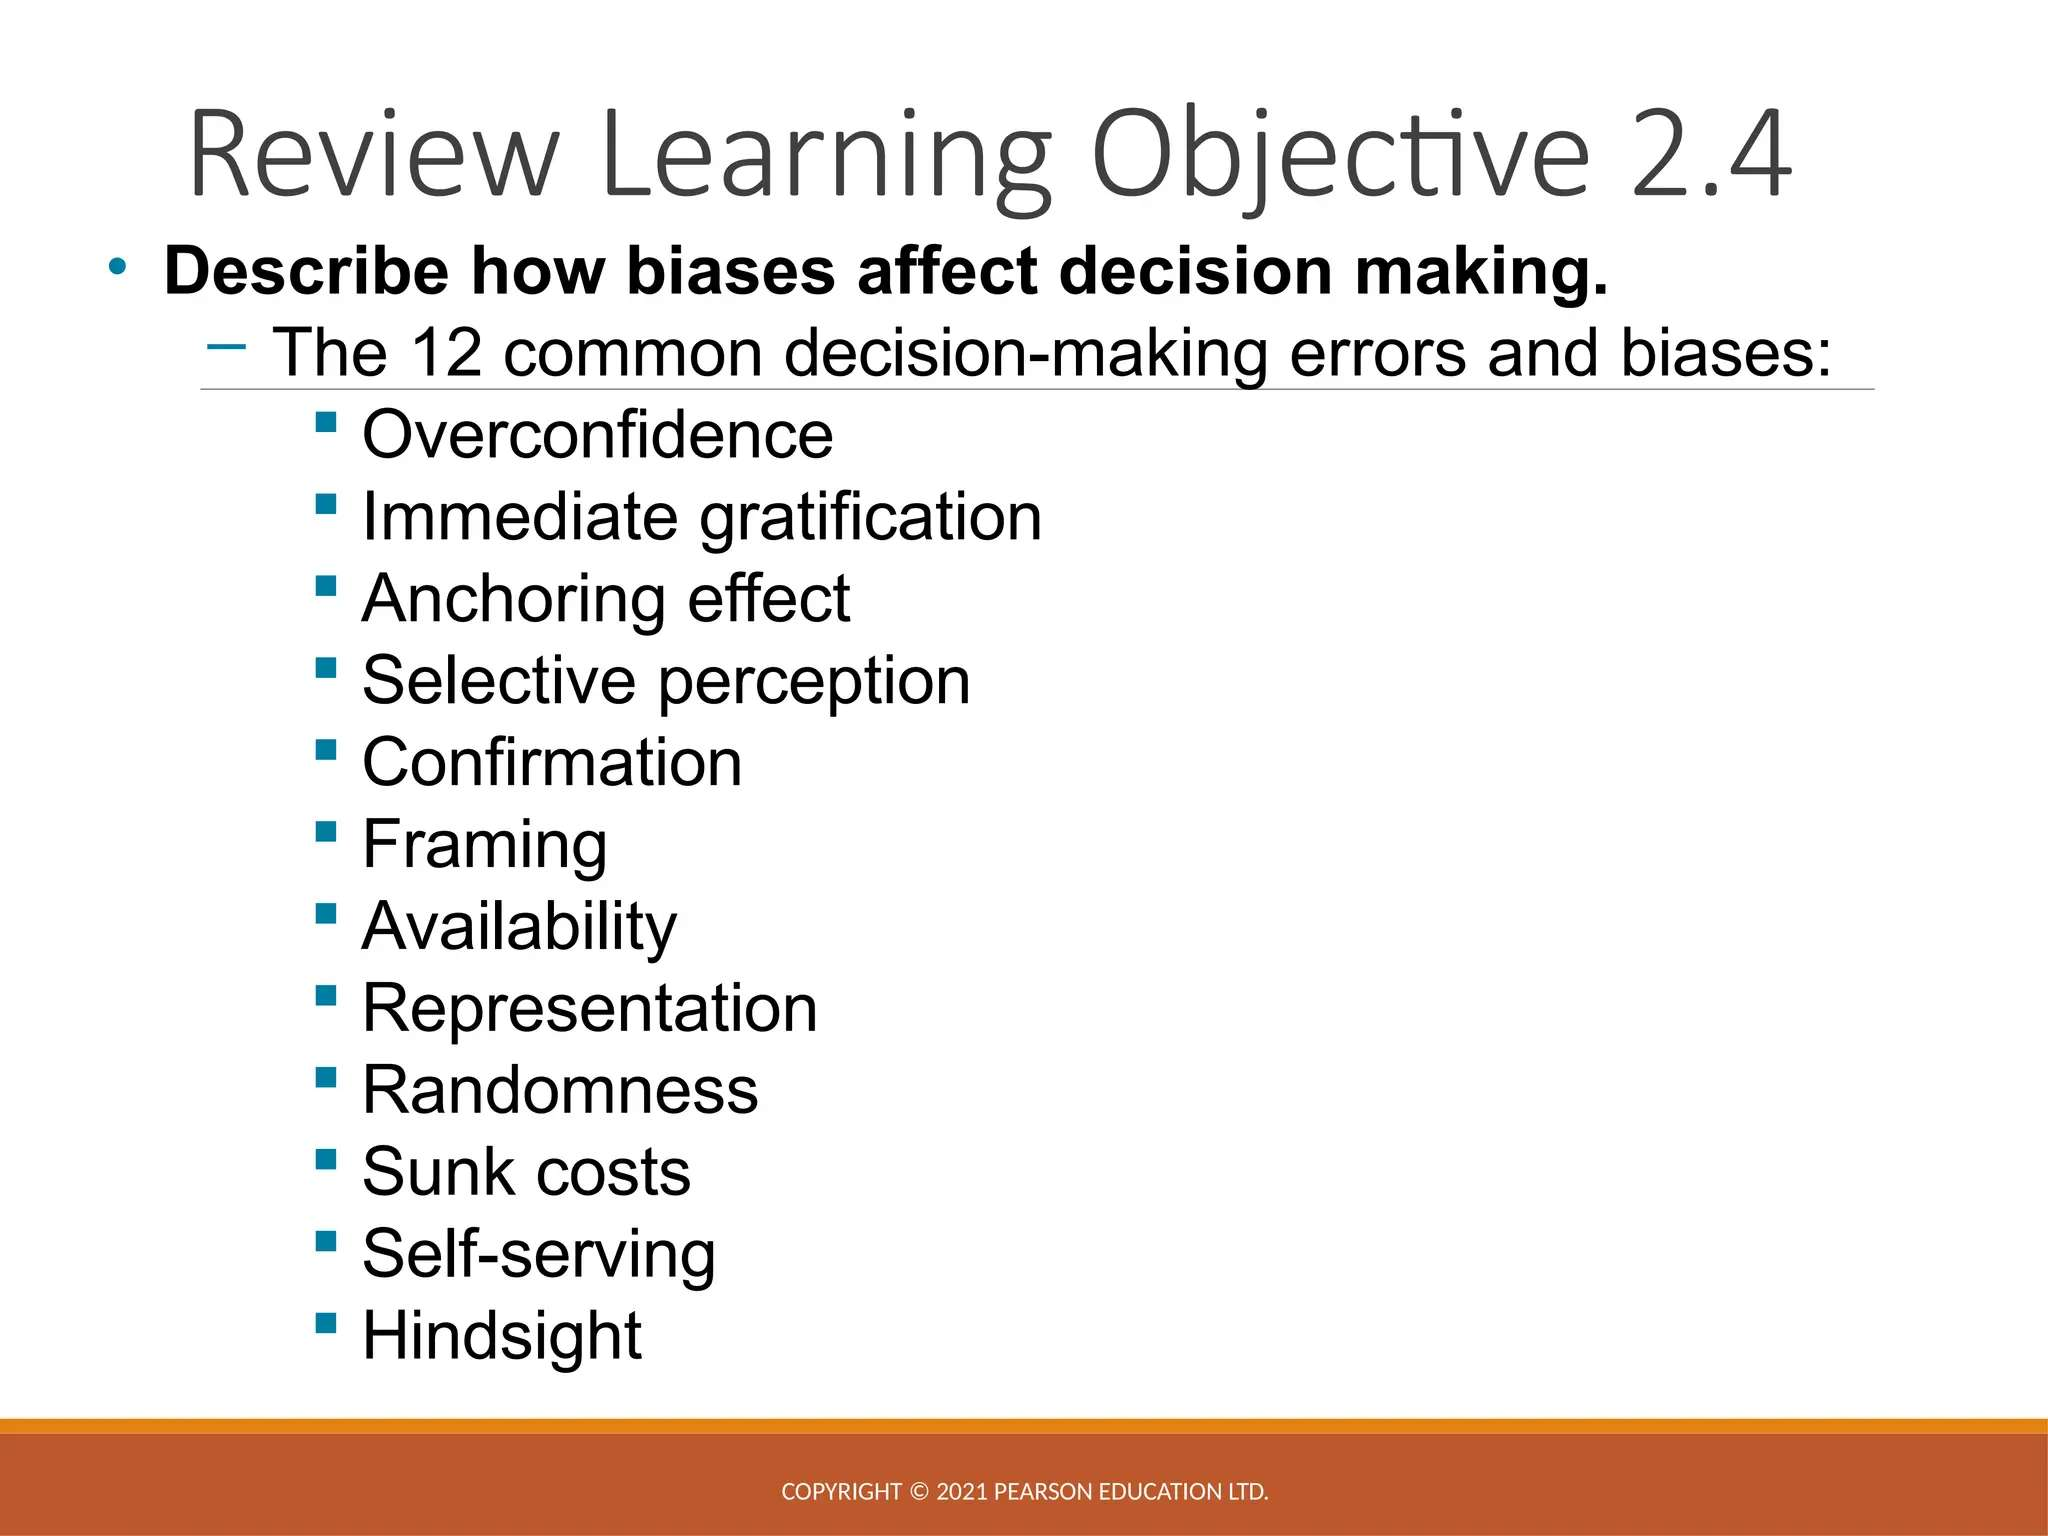 Review Learning Objective 2.4
• Describe how biases affect decision making.
– The 12 common decision-making errors and biases:
▪ Overconfidence
▪ Immediate gratification
▪ Anchoring effect
▪ Selective perception
▪ Confirmation
▪ Framing
▪ Availability
▪ Representation
▪ Randomness
▪ Sunk costs
▪ Self-serving
▪ Hindsight
COPYRIGHT © 2021 PEARSON EDUCATION LTD.